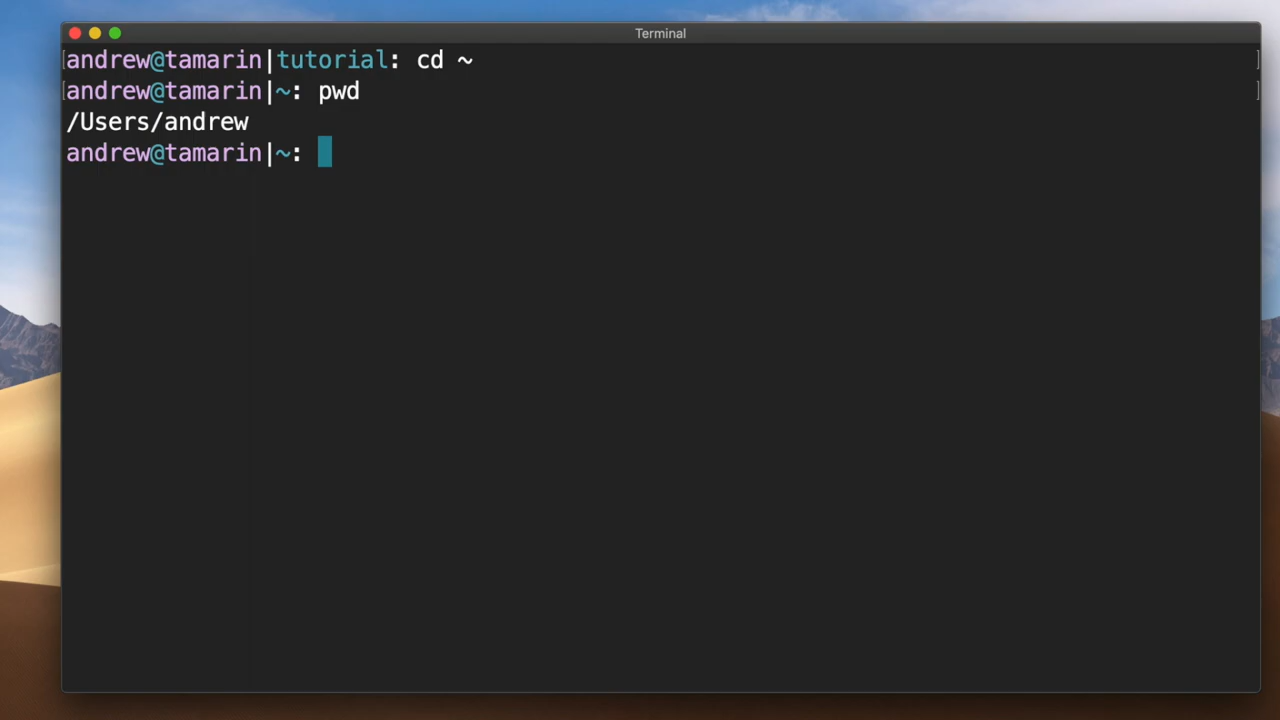 Terminal
andrew@tamarin|tutorial: cd ~
andrew@tamarin|~: pwd
/Users/andrew
andrew@tamarin|~: